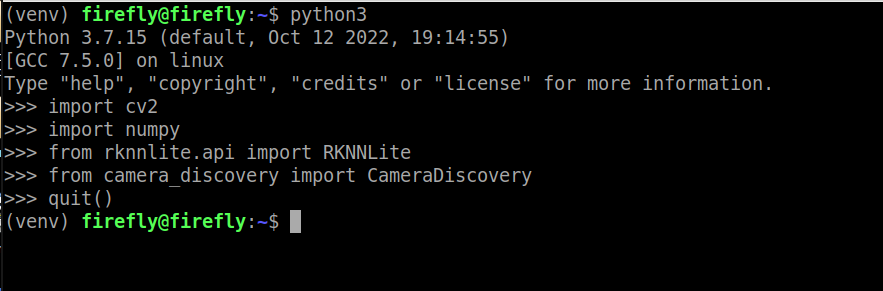 (venv) firefly@firefly:~$ python3
Python 3.7.15 (default, Oct 12 2022, 19:14:55)
[GCC 7.5.0] on linux
Type "help", "copyright", "credits" or "license" for more information.
>>> import cv2
>>> import numpy
>>> from rknnlite.api import RKNNLite
>>> from camera_discovery import CameraDiscovery
>>> quit()
(venv) firefly@firefly:~$